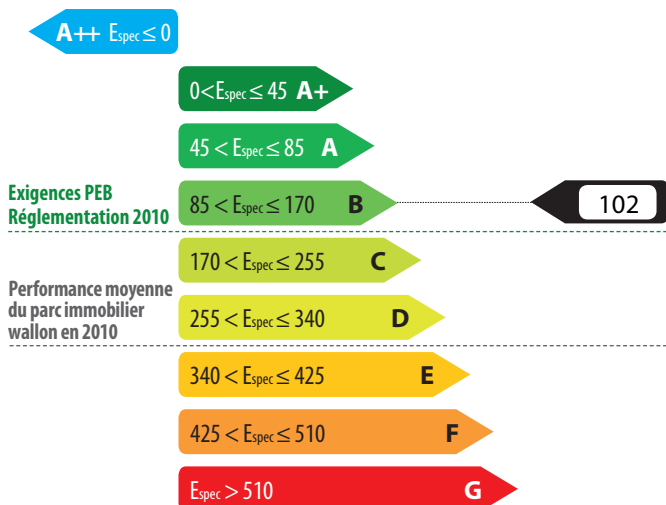 A++ Espec ≤ 0
0<Espec ≤ 45 A+
45 < Espec ≤ 85 A
Exigences PEB
Réglementation 2010
85 < Espec ≤ 170 B
102
170 < Espec ≤ 255 C
Performance moyenne
du parc immobilier
wallon en 2010
255 < Espec ≤ 340 D
340 < Espec ≤ 425 E
425 < Espec ≤ 510 F
Espec > 510 G